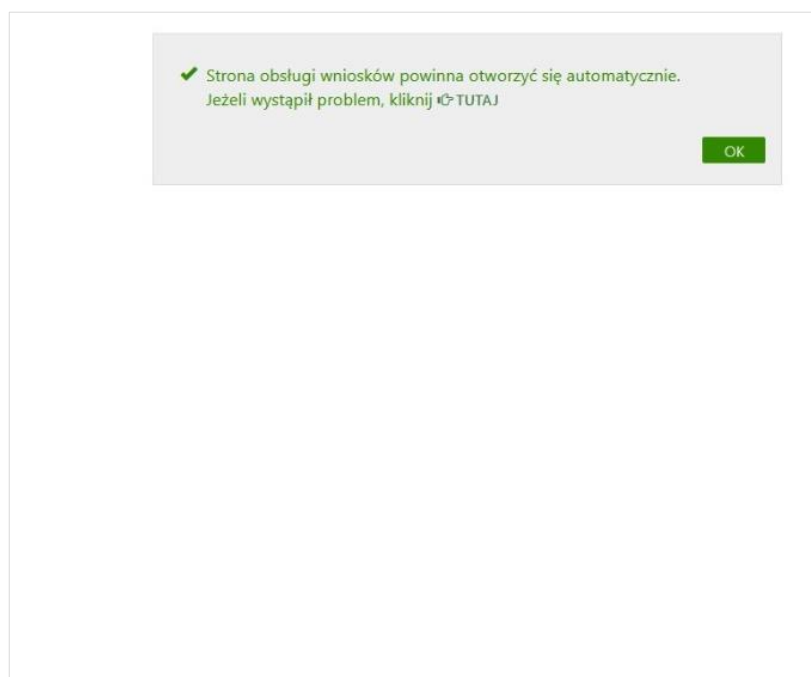 Strona obsługi wniosków powinna otworzyć się automatycznie.
Jeżeli wystąpił problem, kliknij TUTAJ
OK